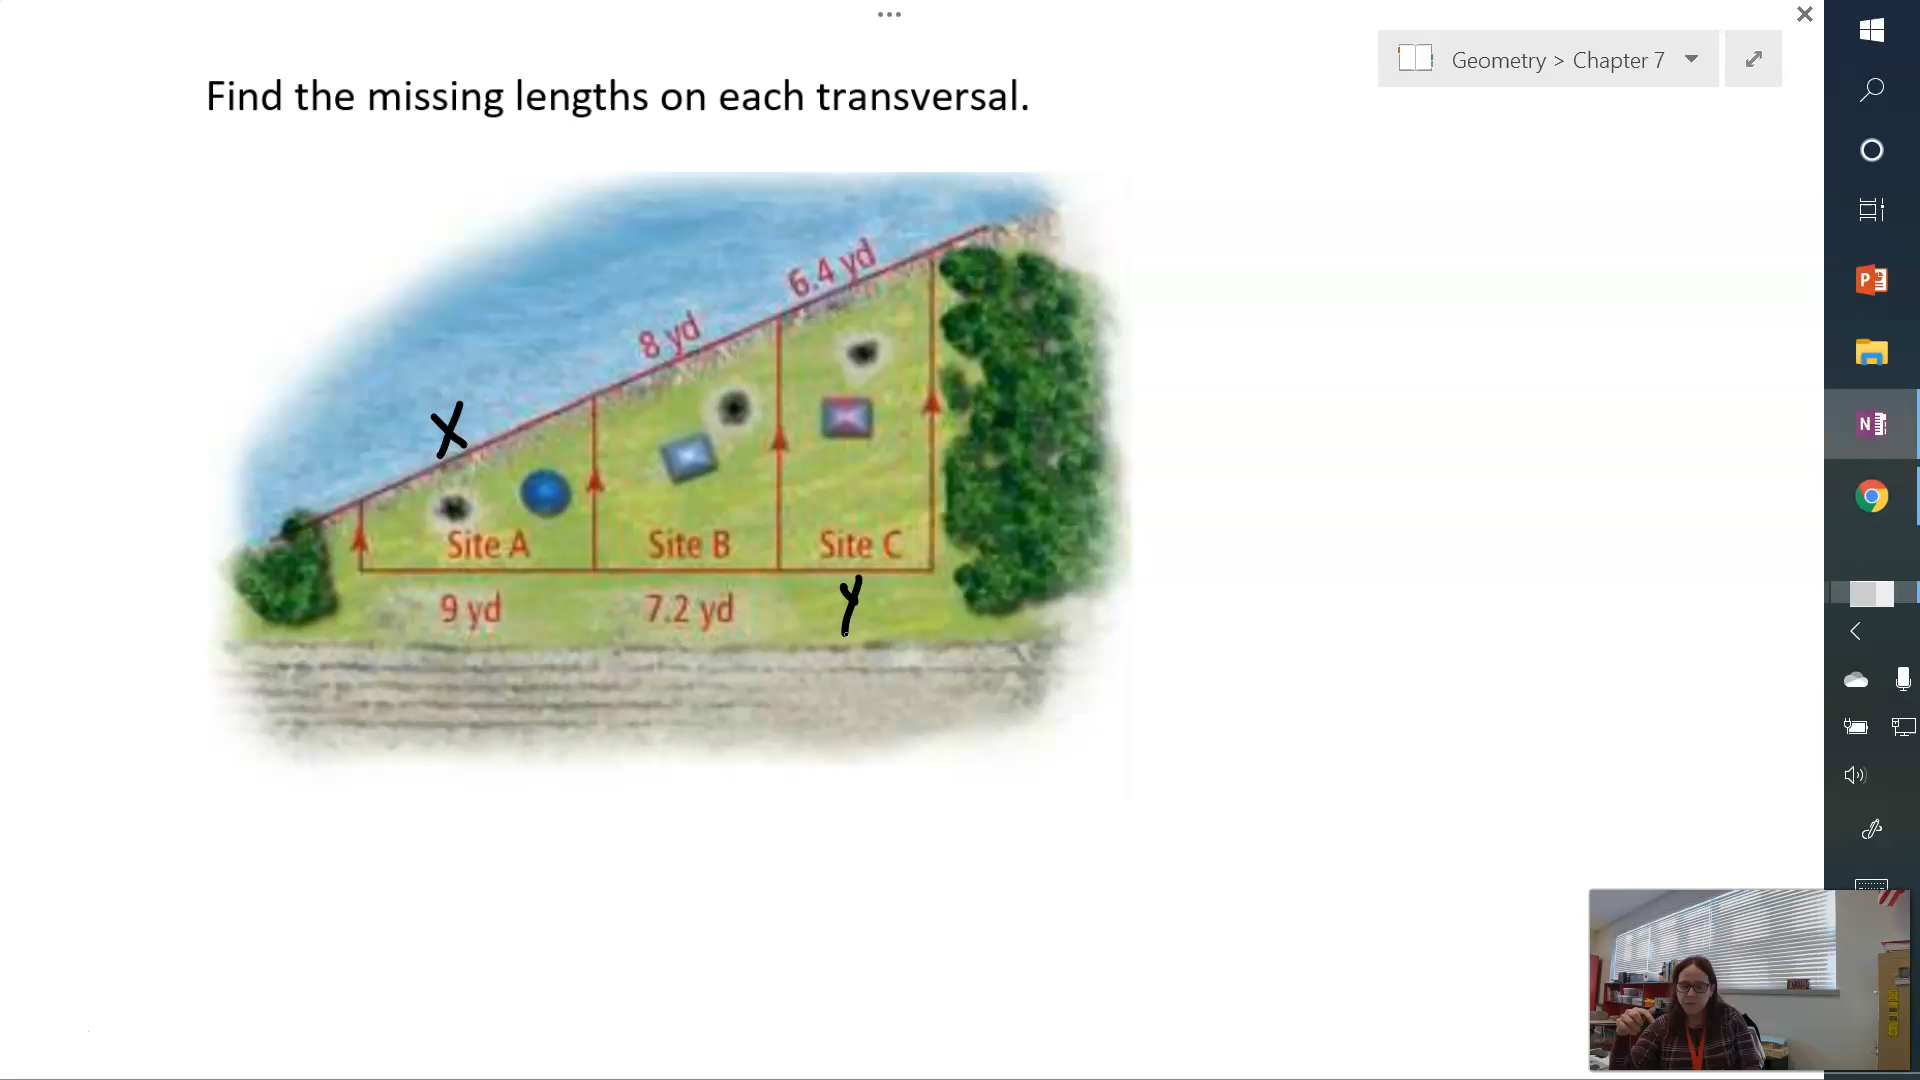 Geometry > Chapter 7
Find the missing lengths on each transversal.
6.4 yd
8 yd
X
Site A Site B Site C
9 yd 7.2 yd Y